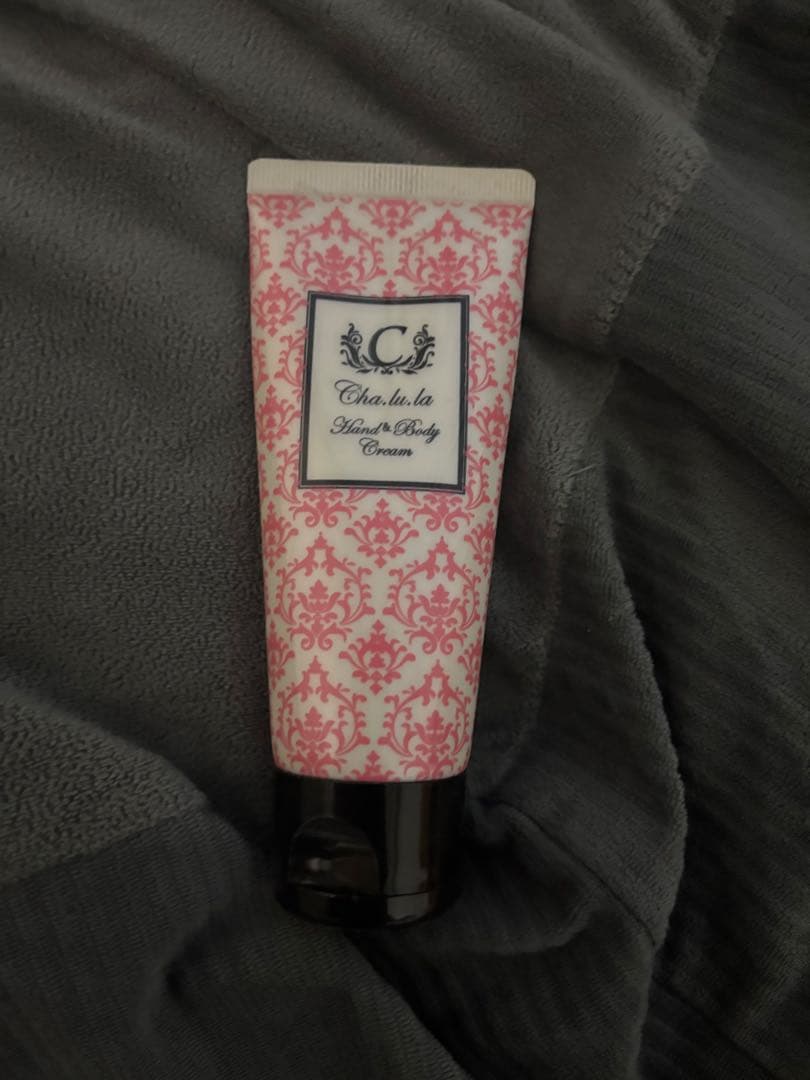 C
Cha.lu.la
Hand & Body
Cream